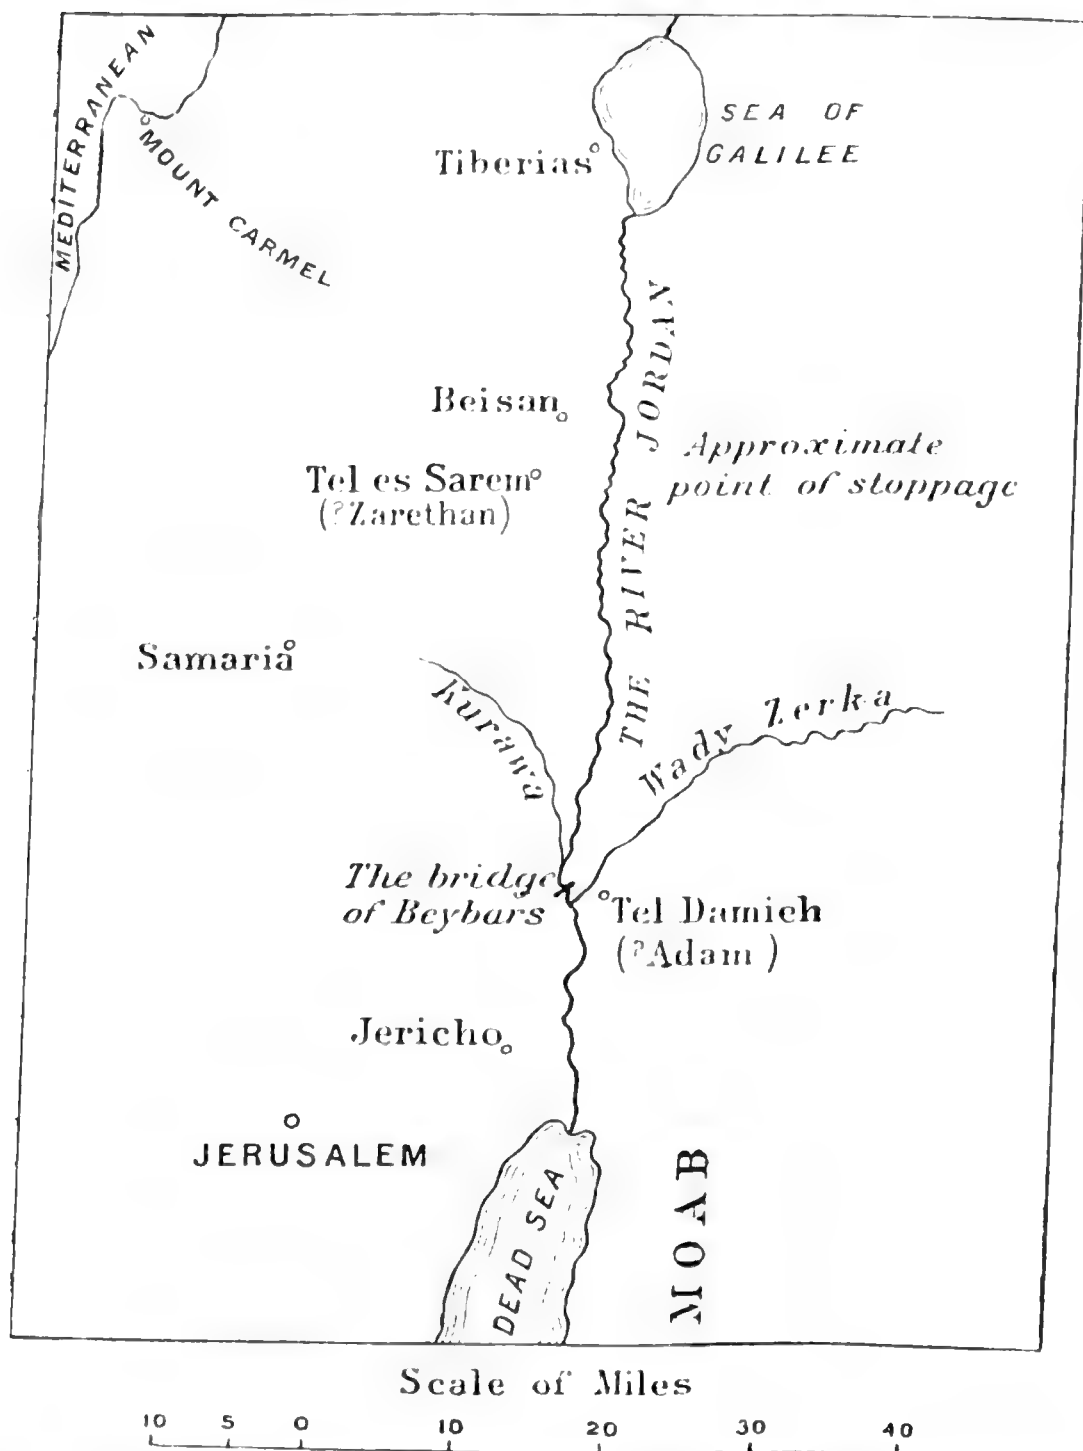 MEDITERRANEAN
MOUNT CARMEL
SEA OF
GALILEE
Tiberias
THE RIVER JORDAN
Beisan
Approximate
point of stoppage
Tel es Sarem
(?Zarethan)
Samaria
Kurawa
Wady Zerka
The bridge
of Beybars
Tel Damieh
(?Adam)
Jericho
JERUSALEM
DEAD SEA
MOAB
Scale of Miles
10 5 0 10 20 30 40